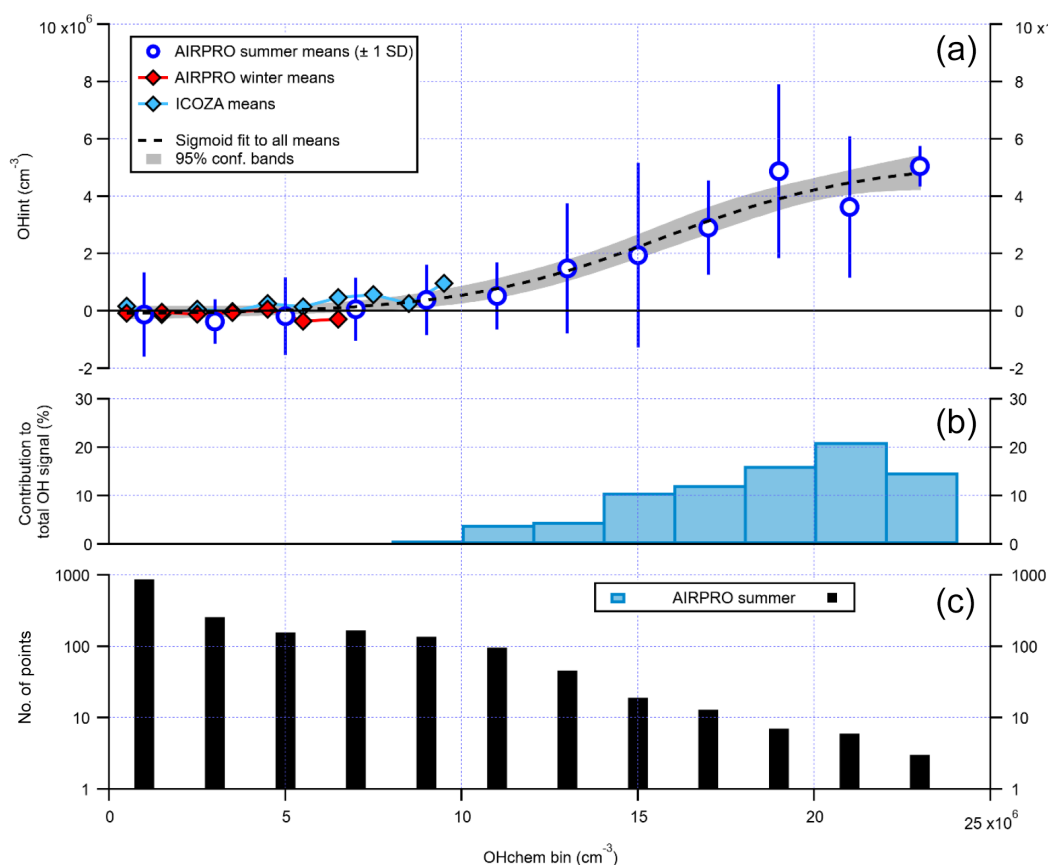 10 x10⁶
10 x1
(a)
AIRPRO summer means (± 1 SD)
AIRPRO winter means
ICOZA means
Sigmoid fit to all means
95% conf. bands
8
8
6
6
4
4
2
2
0
0
-2
-2
OHint (cm⁻³)
(b)
30
30
20
20
10
10
0
0
Contribution to
total OH signal (%)
(c)
AIRPRO summer
1000
1000
100
100
10
10
1
1
No. of points
0
5
10
15
20
25 x10⁶
OHchem bin (cm⁻³)